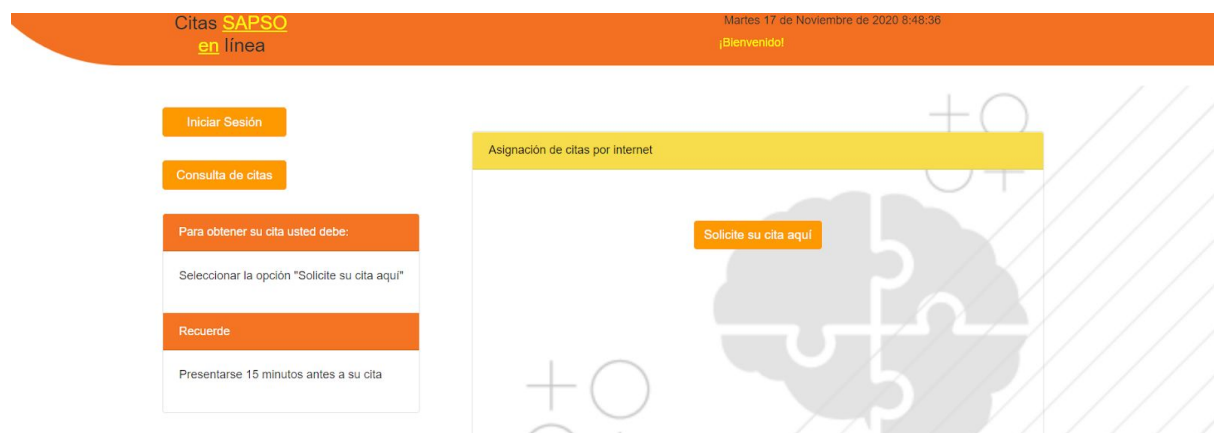 Citas SAPSO
en línea
Martes 17 de Noviembre de 2020 8:48:36
¡Bienvenido!
Iniciar Sesión
Consulta de citas
Para obtener su cita usted debe:
Seleccionar la opción "Solicite su cita aquí"
Recuerde
Presentarse 15 minutos antes a su cita
Asignación de citas por internet
Solicite su cita aquí